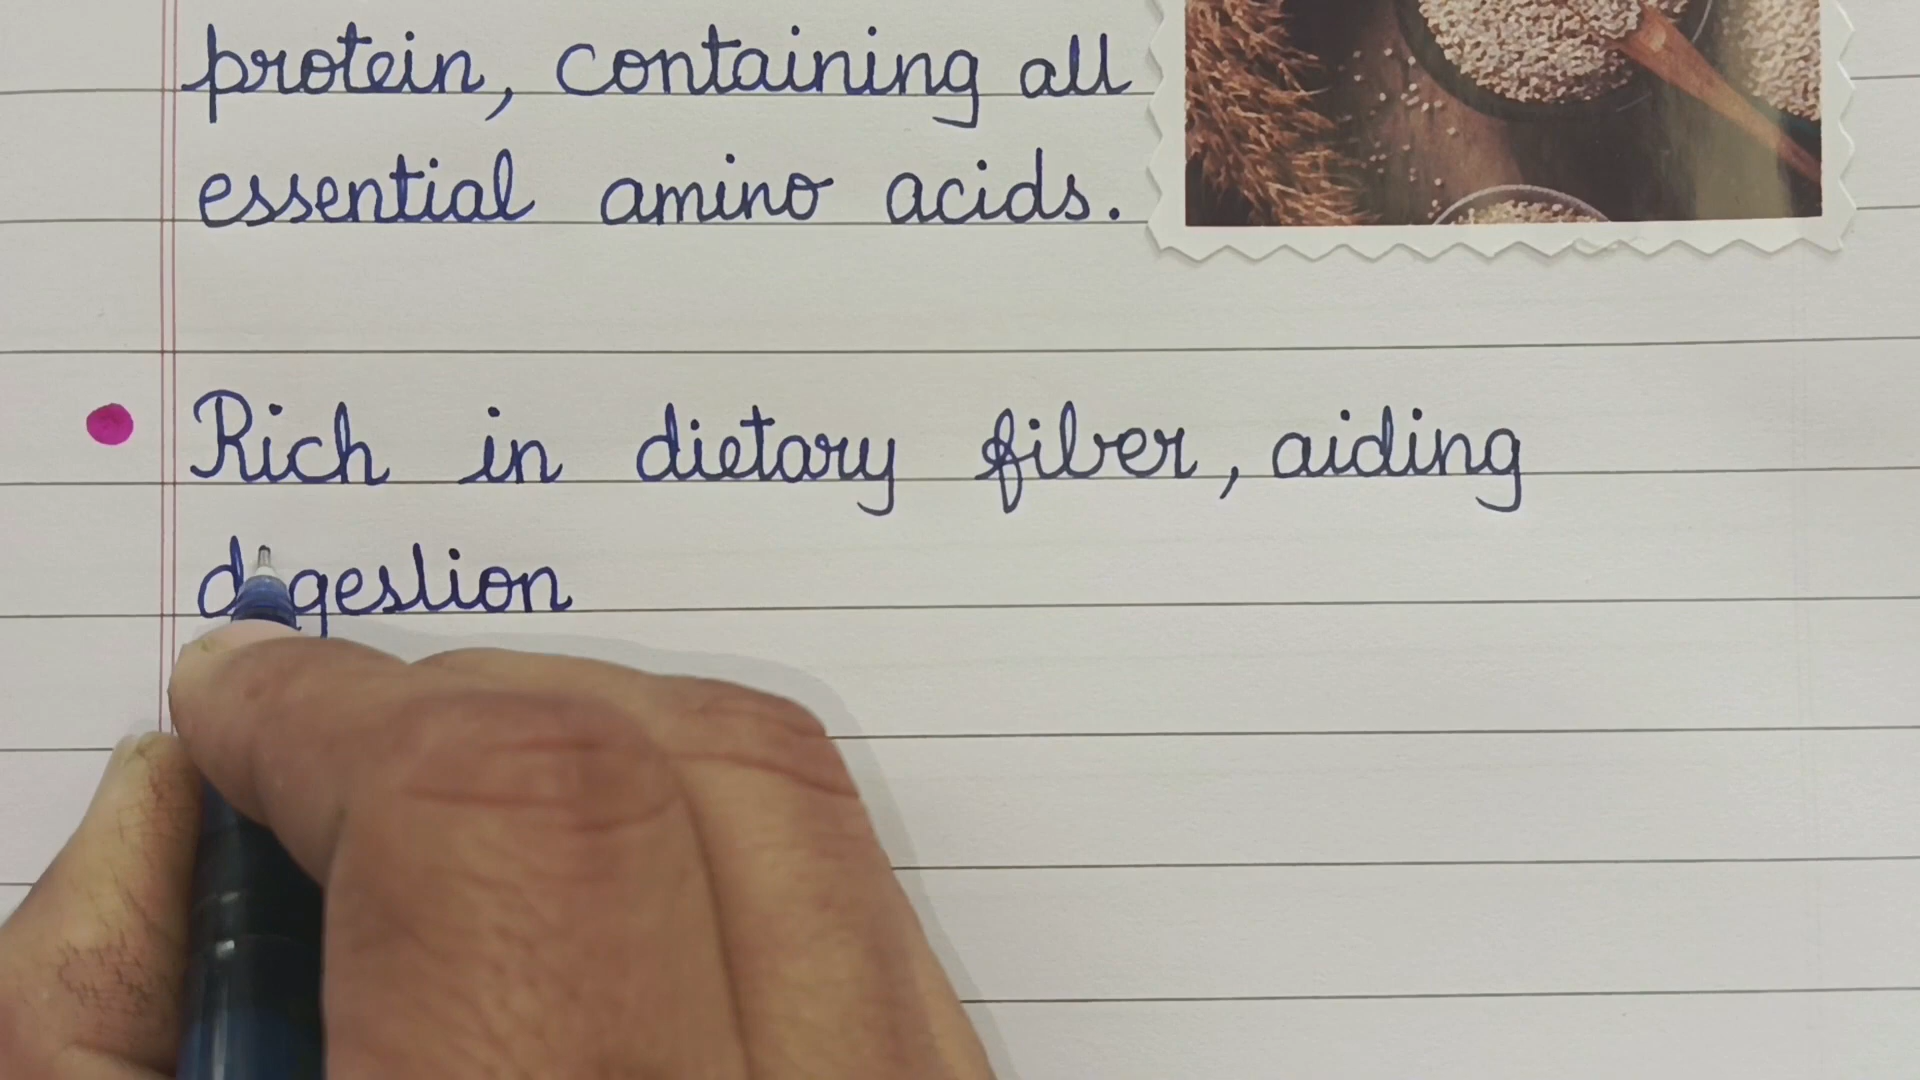 protein, containing all
essential amino acids.
Rich in dietary fiber, aiding
digestion